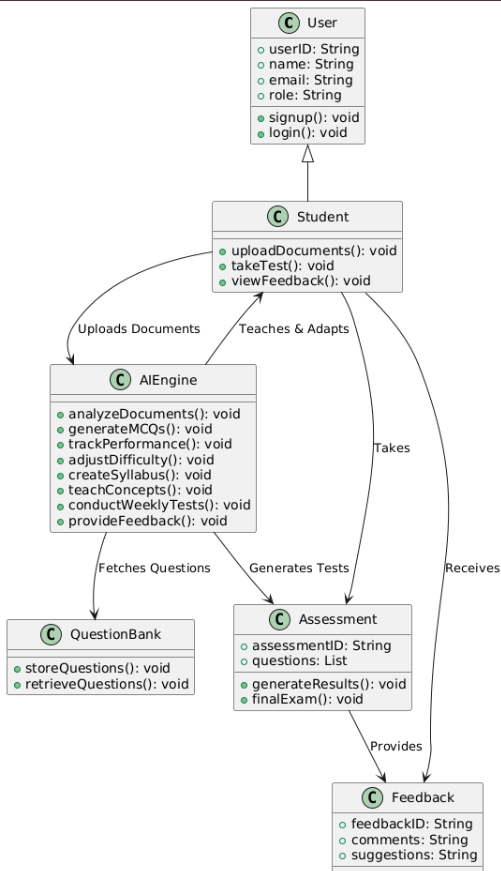 C User
userID: String
name: String
email: String
role: String
signup(): void
login(): void
C Student
uploadDocuments(): void
takeTest(): void
viewFeedback(): void
Uploads Documents
Teaches & Adapts
C AIEngine
analyzeDocuments(): void
generateMCQs(): void
trackPerformance(): void
adjustDifficulty(): void
createSyllabus(): void
teachConcepts(): void
conductWeeklyTests(): void
provideFeedback(): void
Takes
Fetches Questions
Generates Tests
Receives
C QuestionBank
storeQuestions(): void
retrieveQuestions(): void
C Assessment
assessmentID: String
questions: List
generateResults(): void
finalExam(): void
Provides
C Feedback
feedbackID: String
comments: String
suggestions: String